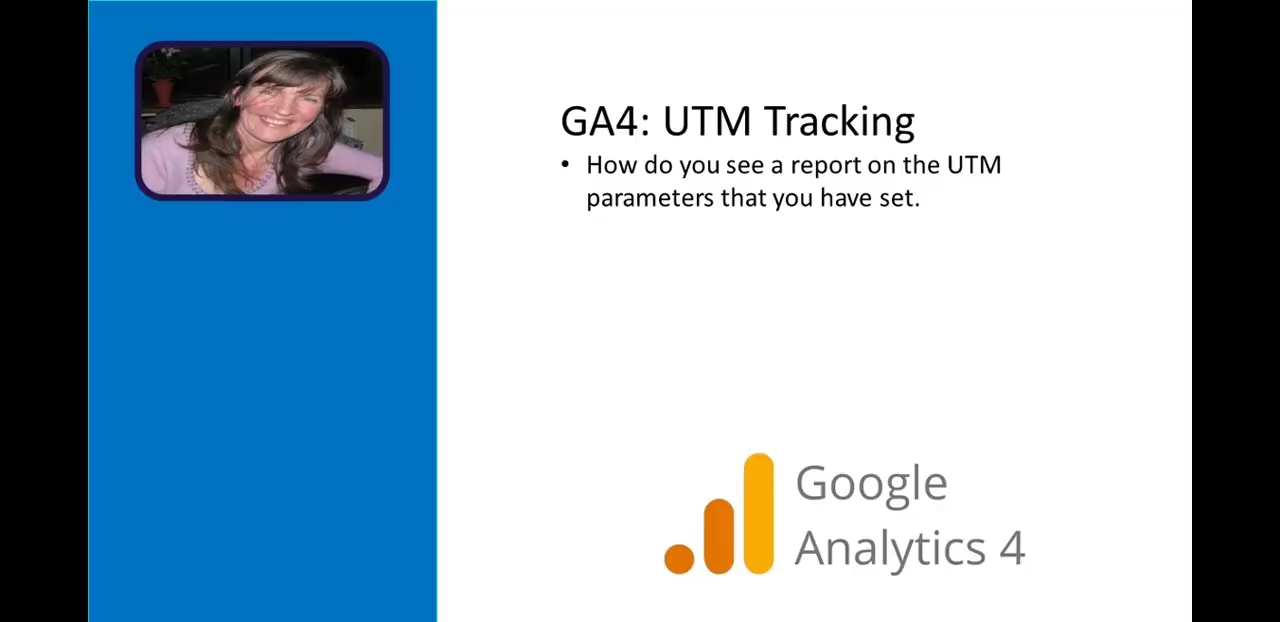 GA4: UTM Tracking
• How do you see a report on the UTM
parameters that you have set.
Google
Analytics 4